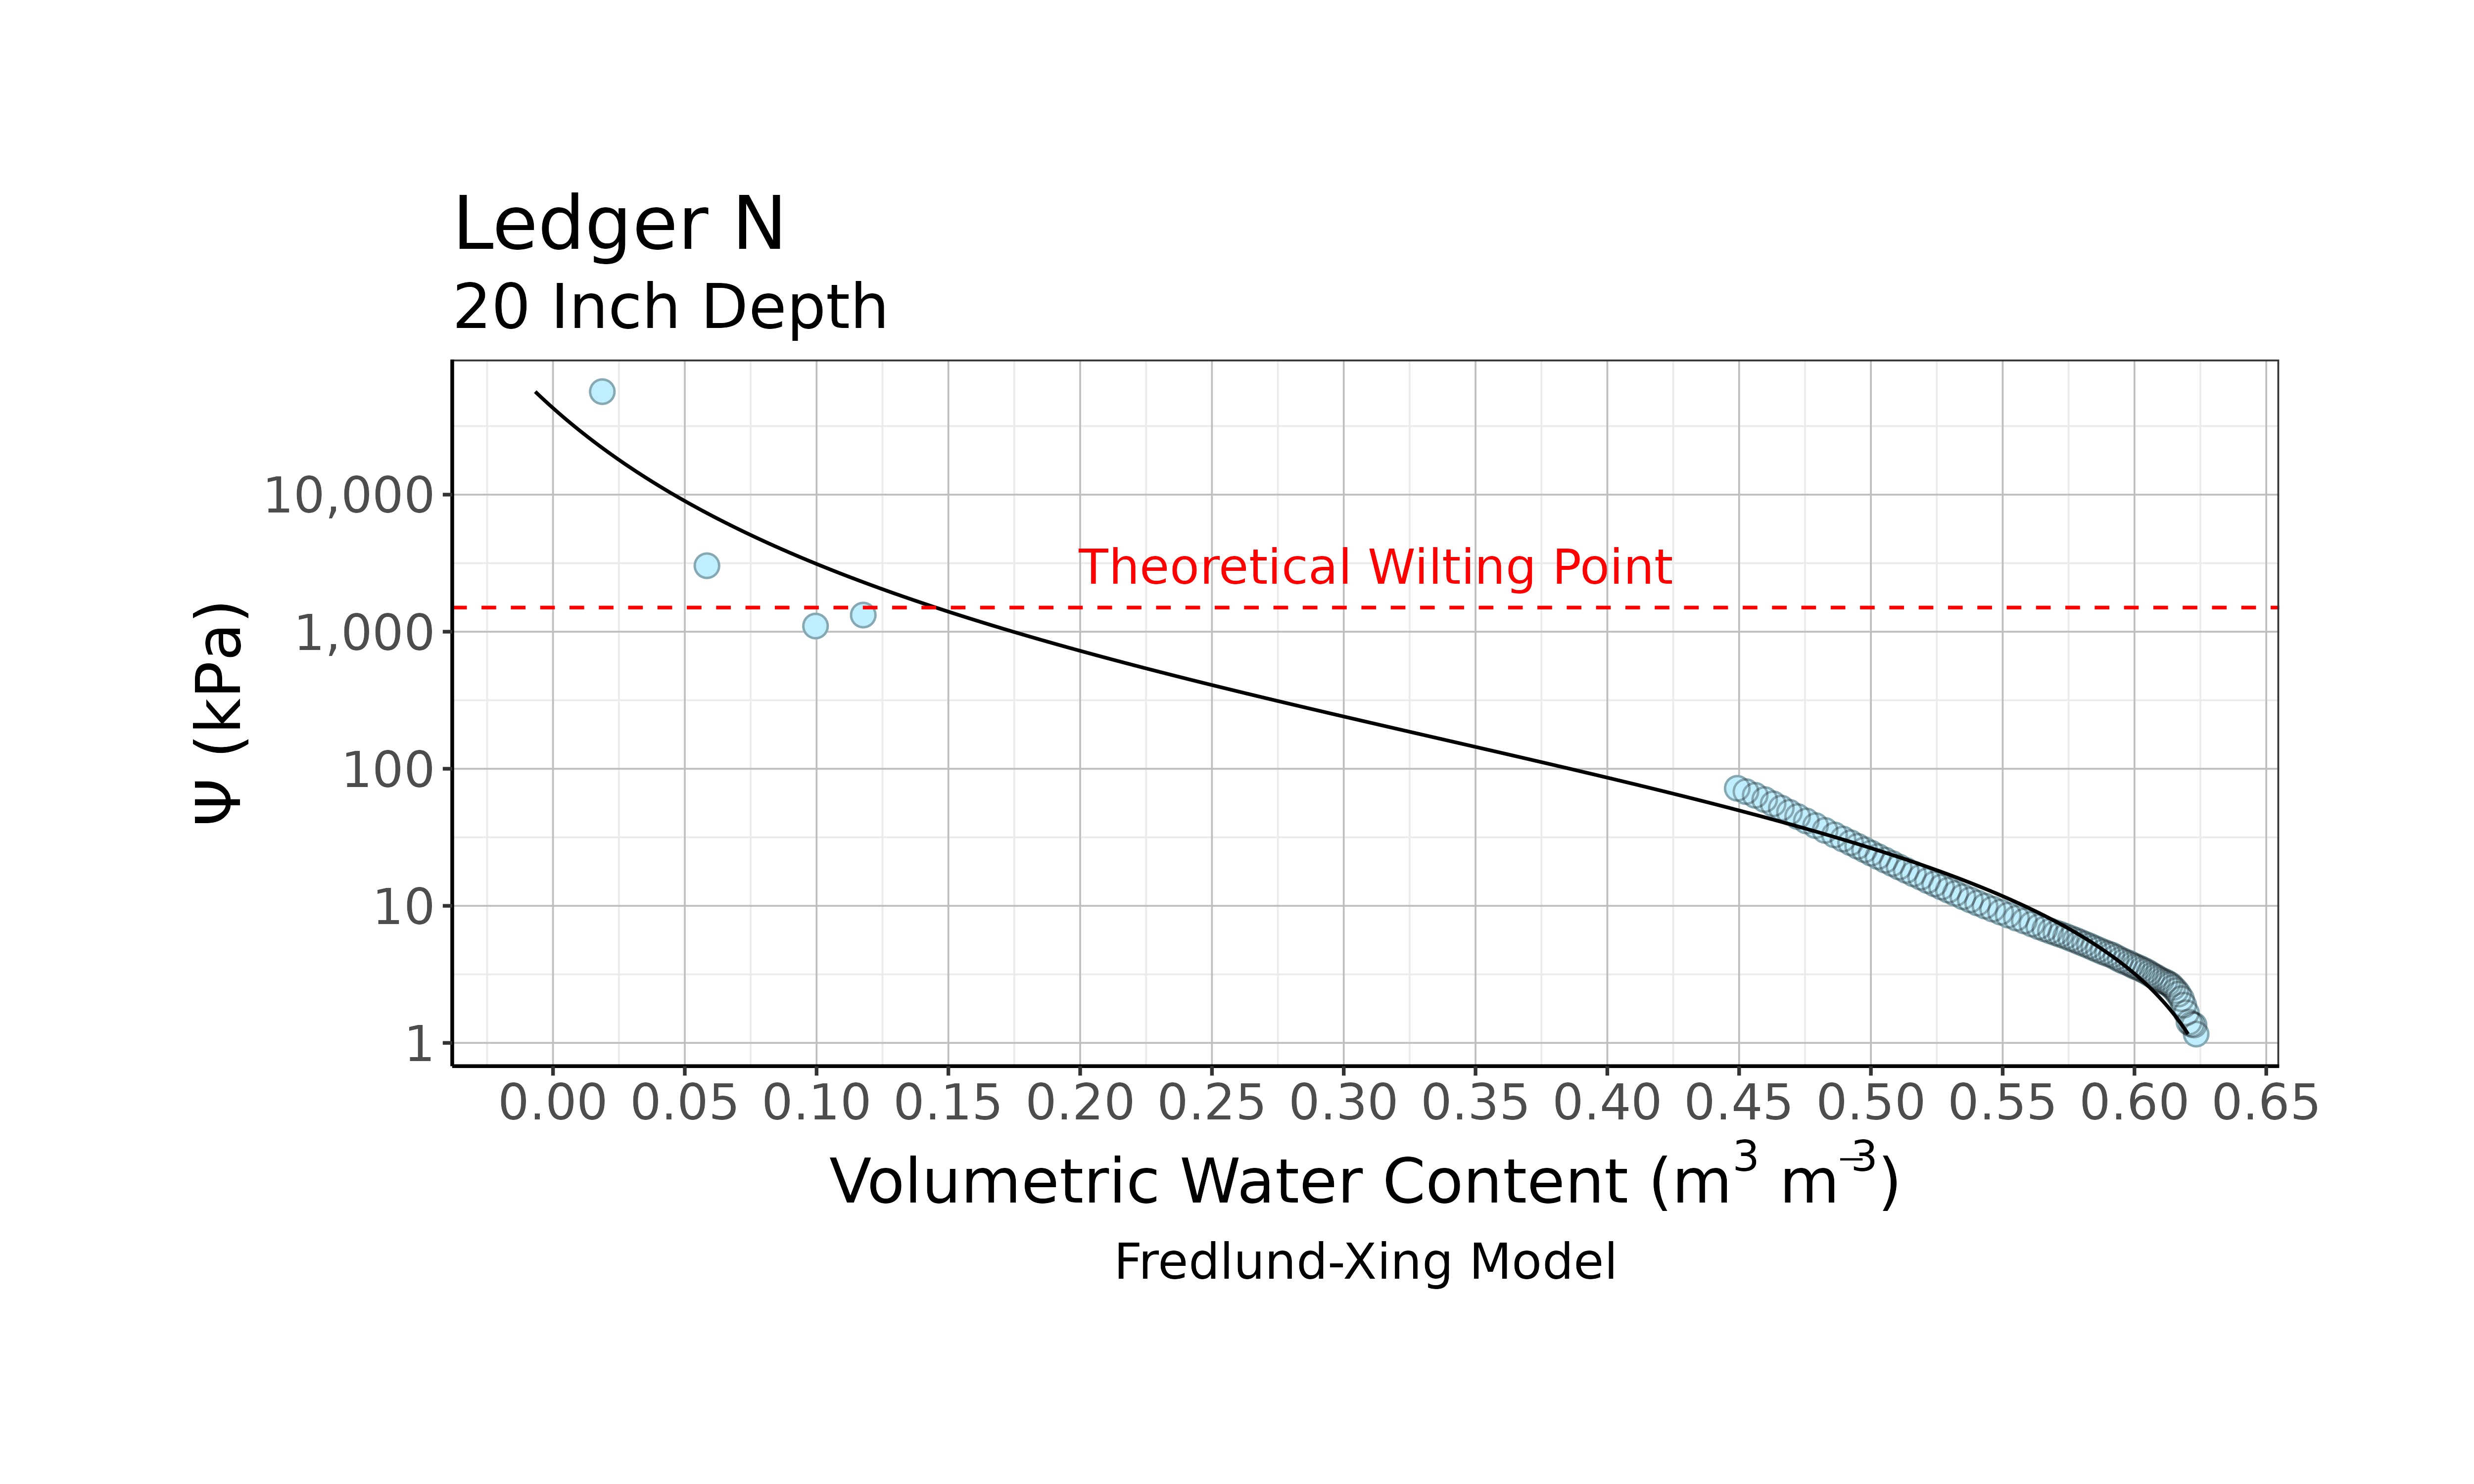 Ledger N
20 Inch Depth
Theoretical Wilting Point
Ψ (kPa)
10,000
1,000
100
10
1
0.00 0.05 0.10 0.15 0.20 0.25 0.30 0.35 0.40 0.45 0.50 0.55 0.60 0.65
Volumetric Water Content (m³ m⁻³)
Fredlund-Xing Model